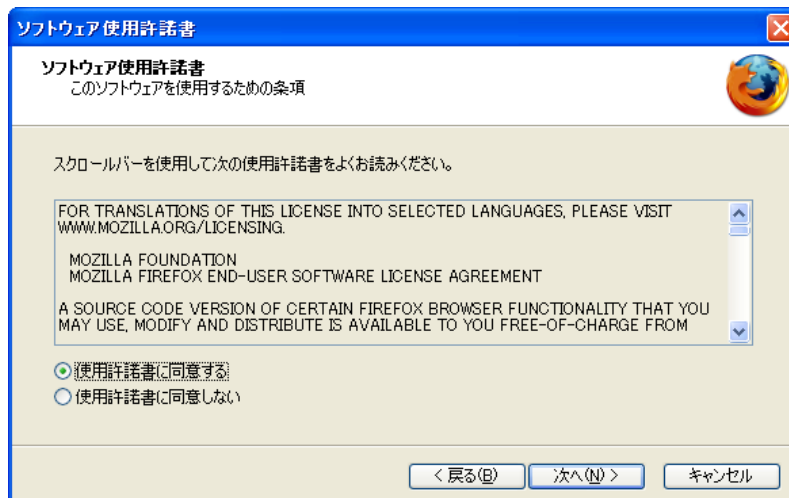 ソフトウェア使用許諾書
ソフトウェア使用許諾書
このソフトウェアを使用するための条項
スクロールバーを使用して次の使用許諾書をよくお読みください。
FOR TRANSLATIONS OF THIS LICENSE INTO SELECTED LANGUAGES, PLEASE VISIT
WWW.MOZILLA.ORG/LICENSING.
MOZILLA FOUNDATION
MOZILLA FIREFOX END-USER SOFTWARE LICENSE AGREEMENT
A SOURCE CODE VERSION OF CERTAIN FIREFOX BROWSER FUNCTIONALITY THAT YOU
MAY USE, MODIFY AND DISTRIBUTE IS AVAILABLE TO YOU FREE-OF-CHARGE FROM
使用許諾書に同意する
使用許諾書に同意しない
< 戻る(B) 次へ(N) > キャンセル